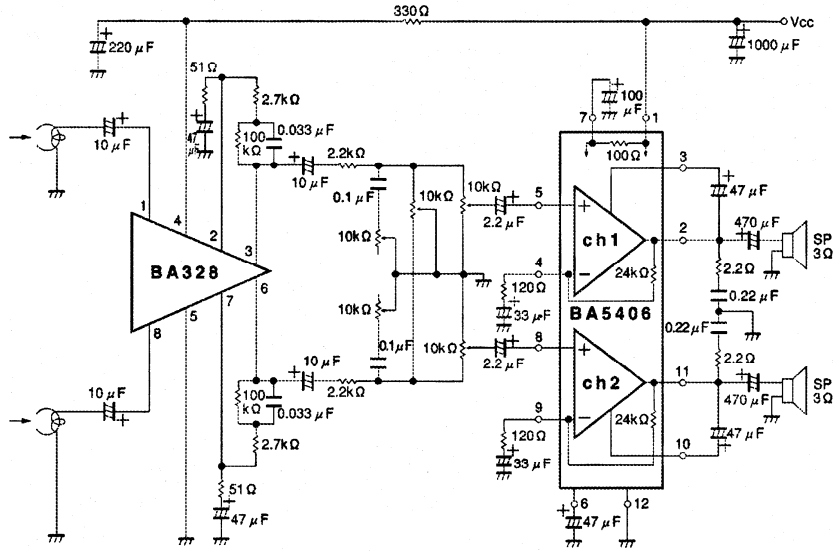 330Ω
Vcc
220 μF
1000 μF
51Ω
2.7kΩ
47 μF
100 kΩ
0.033 μF
100 μF
7
1
100Ω
10 μF
10 μF
2.2kΩ
3
47 μF
1
4
2
0.1 μF
10kΩ
10kΩ
5
2.2 μF
+
ch1
2
470 μF
SP
3Ω
10kΩ
4
−
24kΩ
2.2Ω
BA328
3
6
120Ω
33 μF
0.22 μF
BA5406
7
5
8
10kΩ
0.1 μF
10kΩ
0.22 μF
8
2.2 μF
+
ch2
2.2Ω
10 μF
11
470 μF
SP
3Ω
10 μF
100 kΩ
0.033 μF
2.2kΩ
9
−
24kΩ
120Ω
33 μF
10
47 μF
2.7kΩ
51Ω
47 μF
6
12
47 μF